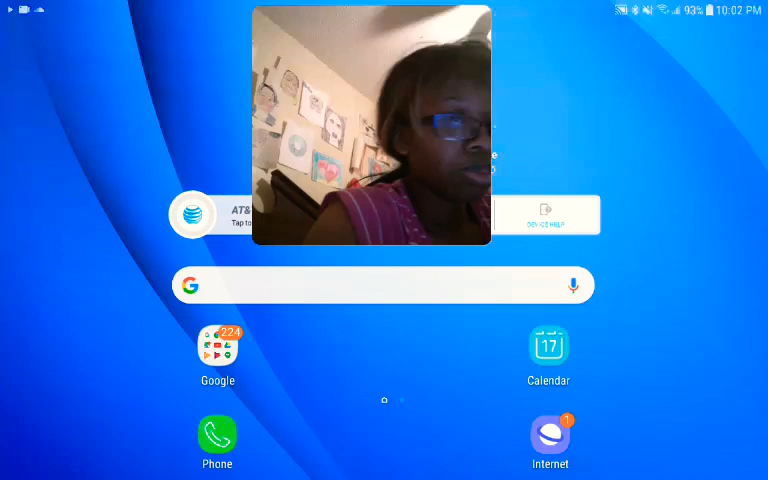 93% 10:02 PM
AT&
Tap to
DEVICE HELP
224
17
Google
Calendar
1
Phone
Internet